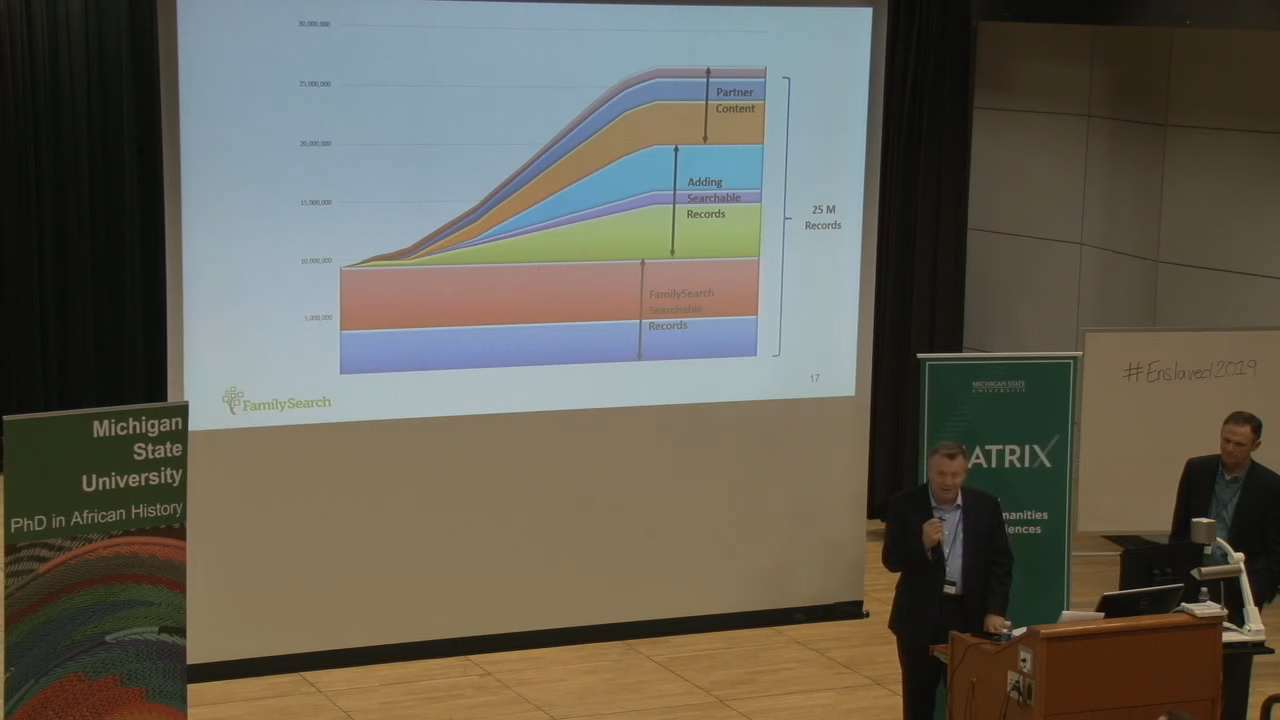 30,000,000
25,000,000
20,000,000
15,000,000
10,000,000
5,000,000
Partner
Content
Adding
Searchable
Records
FamilySearch
Searchable
Records
25 M
Records
17
FamilySearch
Michigan
State
University
PhD in African History
MICHIGAN STATE
UNIVERSITY
ATRIX
manities
iences
#Enslaved2019